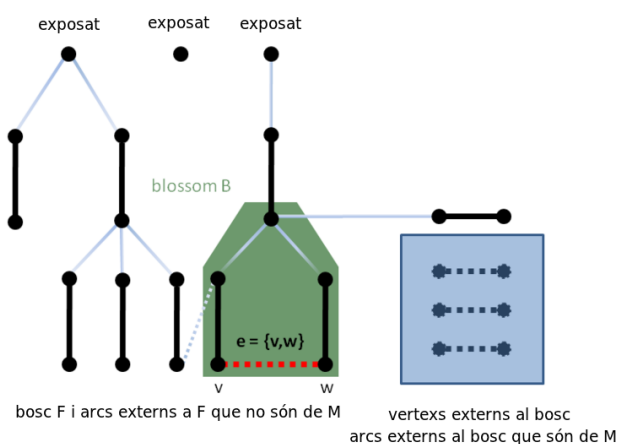 exposat
exposat
exposat
blossom B
e = {v,w}
v
w
bosc F i arcs externs a F que no són de M
vertexs externs al bosc
arcs externs al bosc que són de M